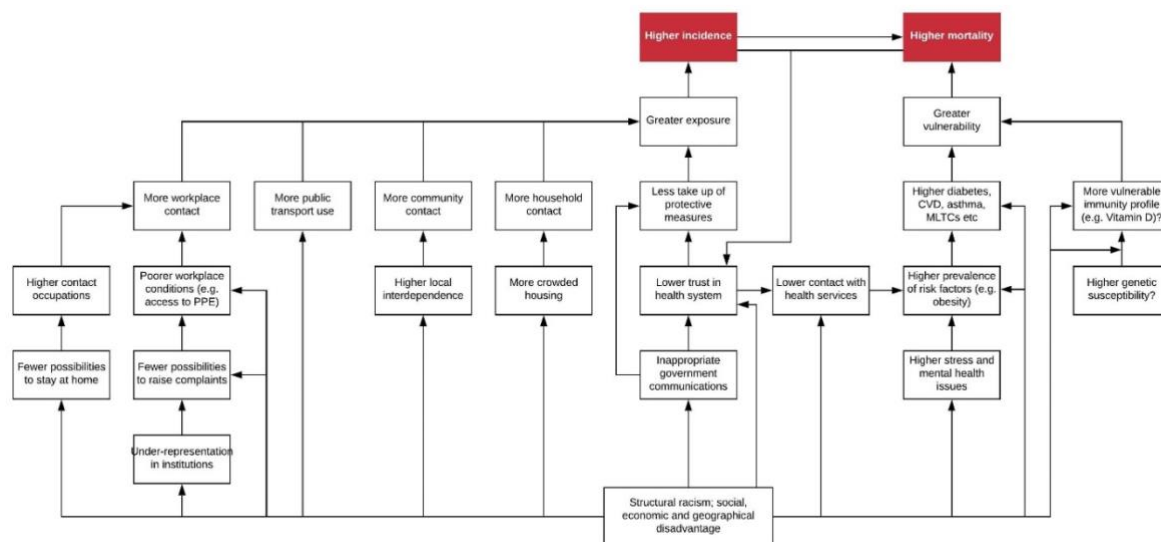 Higher incidence
Higher mortality
Greater exposure
Greater
vulnerability
More workplace
contact
More public
transport use
More community
contact
More household
contact
Less take up of
protective
measures
Higher diabetes,
CVD, asthma,
MLTCs etc
More vulnerable
immunity profile
(e.g. Vitamin D)?
Higher contact
occupations
Poorer workplace
conditions (e.g.
access to PPE)
Higher local
interdependence
More crowded
housing
Lower trust in
health system
Lower contact with
health services
Higher prevalence
of risk factors (e.g.
obesity)
Higher genetic
susceptibility?
Fewer possibilities
to stay at home
Fewer possibilities
to raise complaints
Inappropriate
government
communications
Higher stress and
mental health
issues
Under-representation
in institutions
Structural racism; social,
economic and geographical
disadvantage